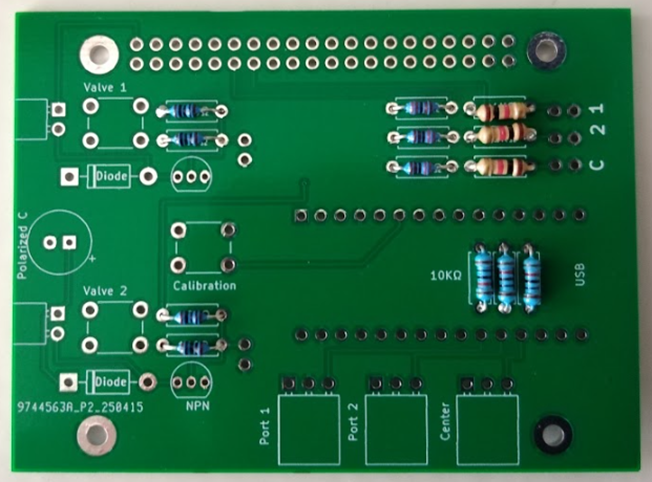 Valve 1
1
2
C
Diode
Polarized C
+
Calibration
10KΩ
USB
Valve 2
Diode
NPN
9744563A_P2_250415
Port 1
Port 2
Center